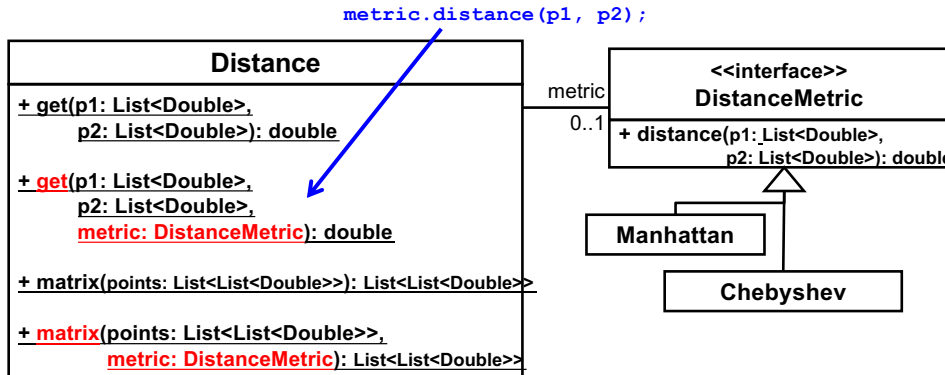 metric.distance(p1, p2);
Distance
+ get(p1: List<Double>,
p2: List<Double>): double
+ get(p1: List<Double>,
p2: List<Double>,
metric: DistanceMetric): double
+ matrix(points: List<List<Double>>): List<List<Double>>
+ matrix(points: List<List<Double>>,
metric: DistanceMetric): List<List<Double>>
metric
0..1
<<interface>>
DistanceMetric
+ distance(p1: List<Double>,
p2: List<Double>): double
Manhattan
Chebyshev